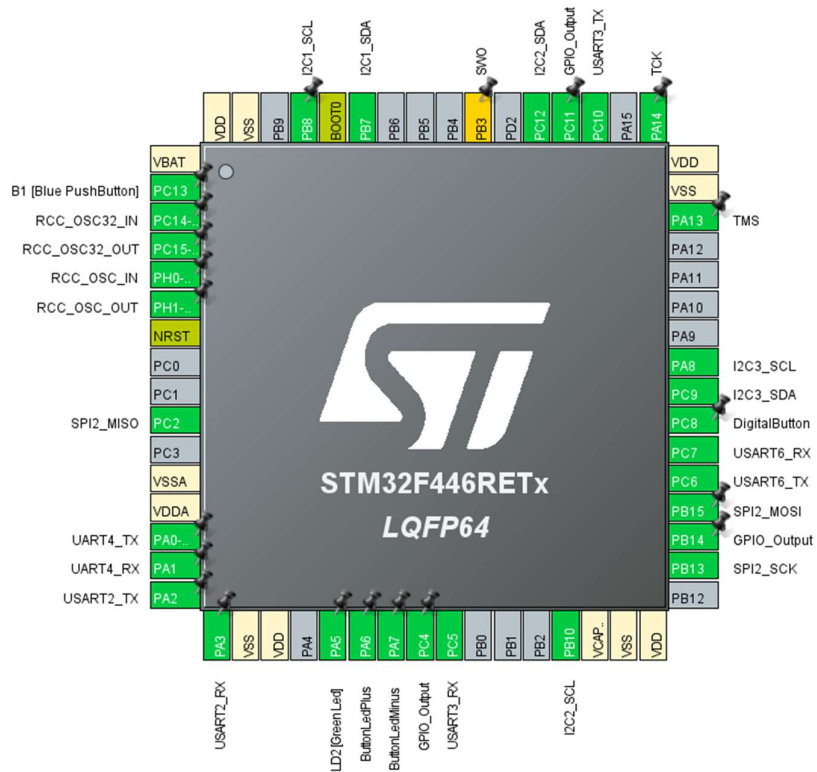 I2C1_SCL
I2C1_SDA
SWO
I2C2_SDA
GPIO_Output
USART3_TX
TCK
VDD
VSS
PB9
PB8
BOOT0
PB7
PB6
PB5
PB4
PB3
PD2
PC12
PC11
PC10
PA15
PA14
VBAT
B1 [Blue PushButton] PC13
RCC_OSC32_IN PC14-..
RCC_OSC32_OUT PC15-..
RCC_OSC_IN PH0-..
RCC_OSC_OUT PH1-..
NRST
PC0
PC1
SPI2_MISO PC2
PC3
VSSA
VDDA
UART4_TX PA0-..
UART4_RX PA1
USART2_TX PA2
STM32F446RETx
LQFP64
VDD
VSS
PA13 TMS
PA12
PA11
PA10
PA9
PA8 I2C3_SCL
PC9 I2C3_SDA
PC8 DigitalButton
PC7 USART6_RX
PC6 USART6_TX
PB15 SPI2_MOSI
PB14 GPIO_Output
PB13 SPI2_SCK
PB12
PA3
VSS
VDD
PA4
PA5
PA6
PA7
PC4
PC5
PB0
PB1
PB2
PB10
VCAP..
VSS
VDD
USART2_RX
LD2 [Green Led]
ButtonLedPlus
ButtonLedMinus
GPIO_Output
USART3_RX
I2C2_SCL